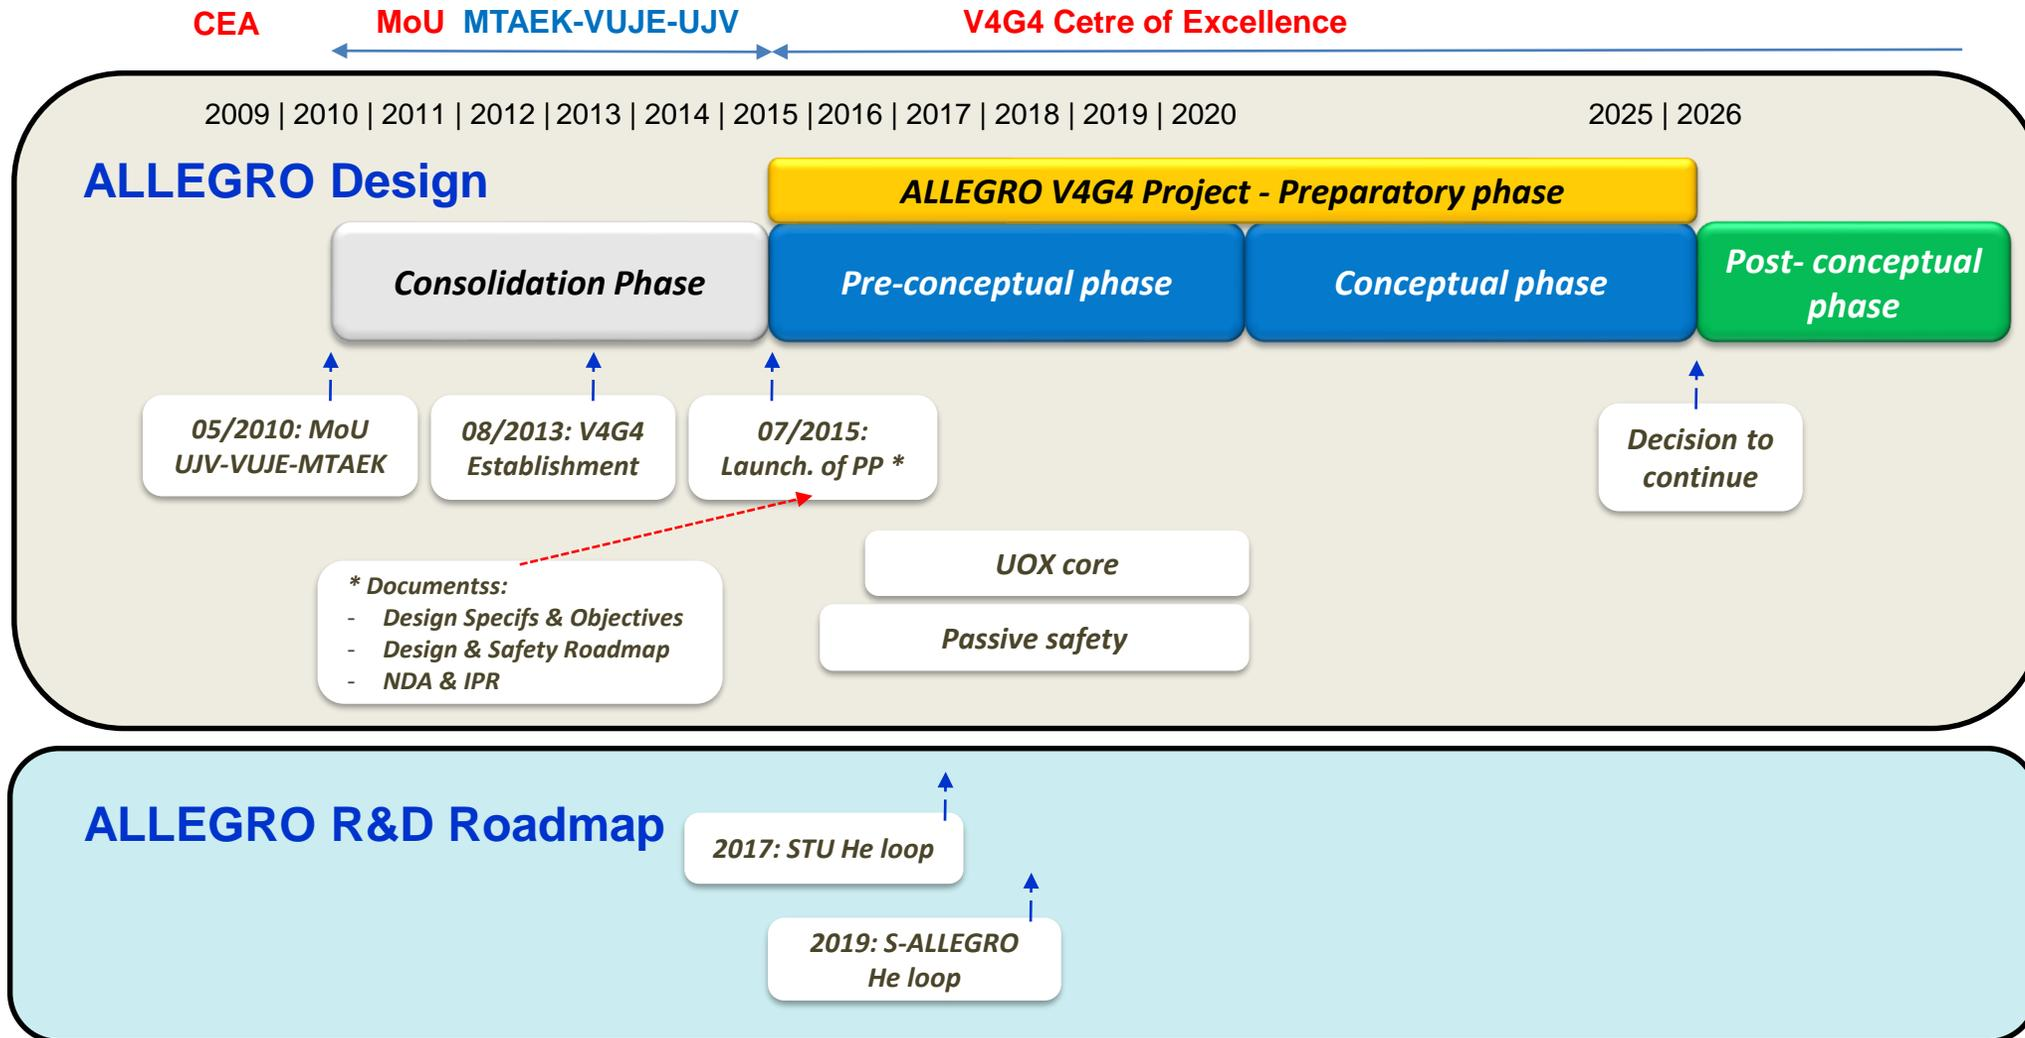 CEA MoU MTAEK-VUJE-UJV V4G4 Cetre of Excellence
2009 | 2010 | 2011 | 2012 | 2013 | 2014 | 2015 | 2016 | 2017 | 2018 | 2019 | 2020 2025 | 2026
ALLEGRO Design
ALLEGRO V4G4 Project - Preparatory phase
Consolidation Phase
Pre-conceptual phase
Conceptual phase
Post- conceptual
phase
05/2010: MoU
UJV-VUJE-MTAEK
08/2013: V4G4
Establishment
07/2015:
Launch. of PP *
Decision to
continue
* Documentss:
- Design Specifs & Objectives
- Design & Safety Roadmap
- NDA & IPR
UOX core
Passive safety
ALLEGRO R&D Roadmap
2017: STU He loop
2019: S-ALLEGRO
He loop